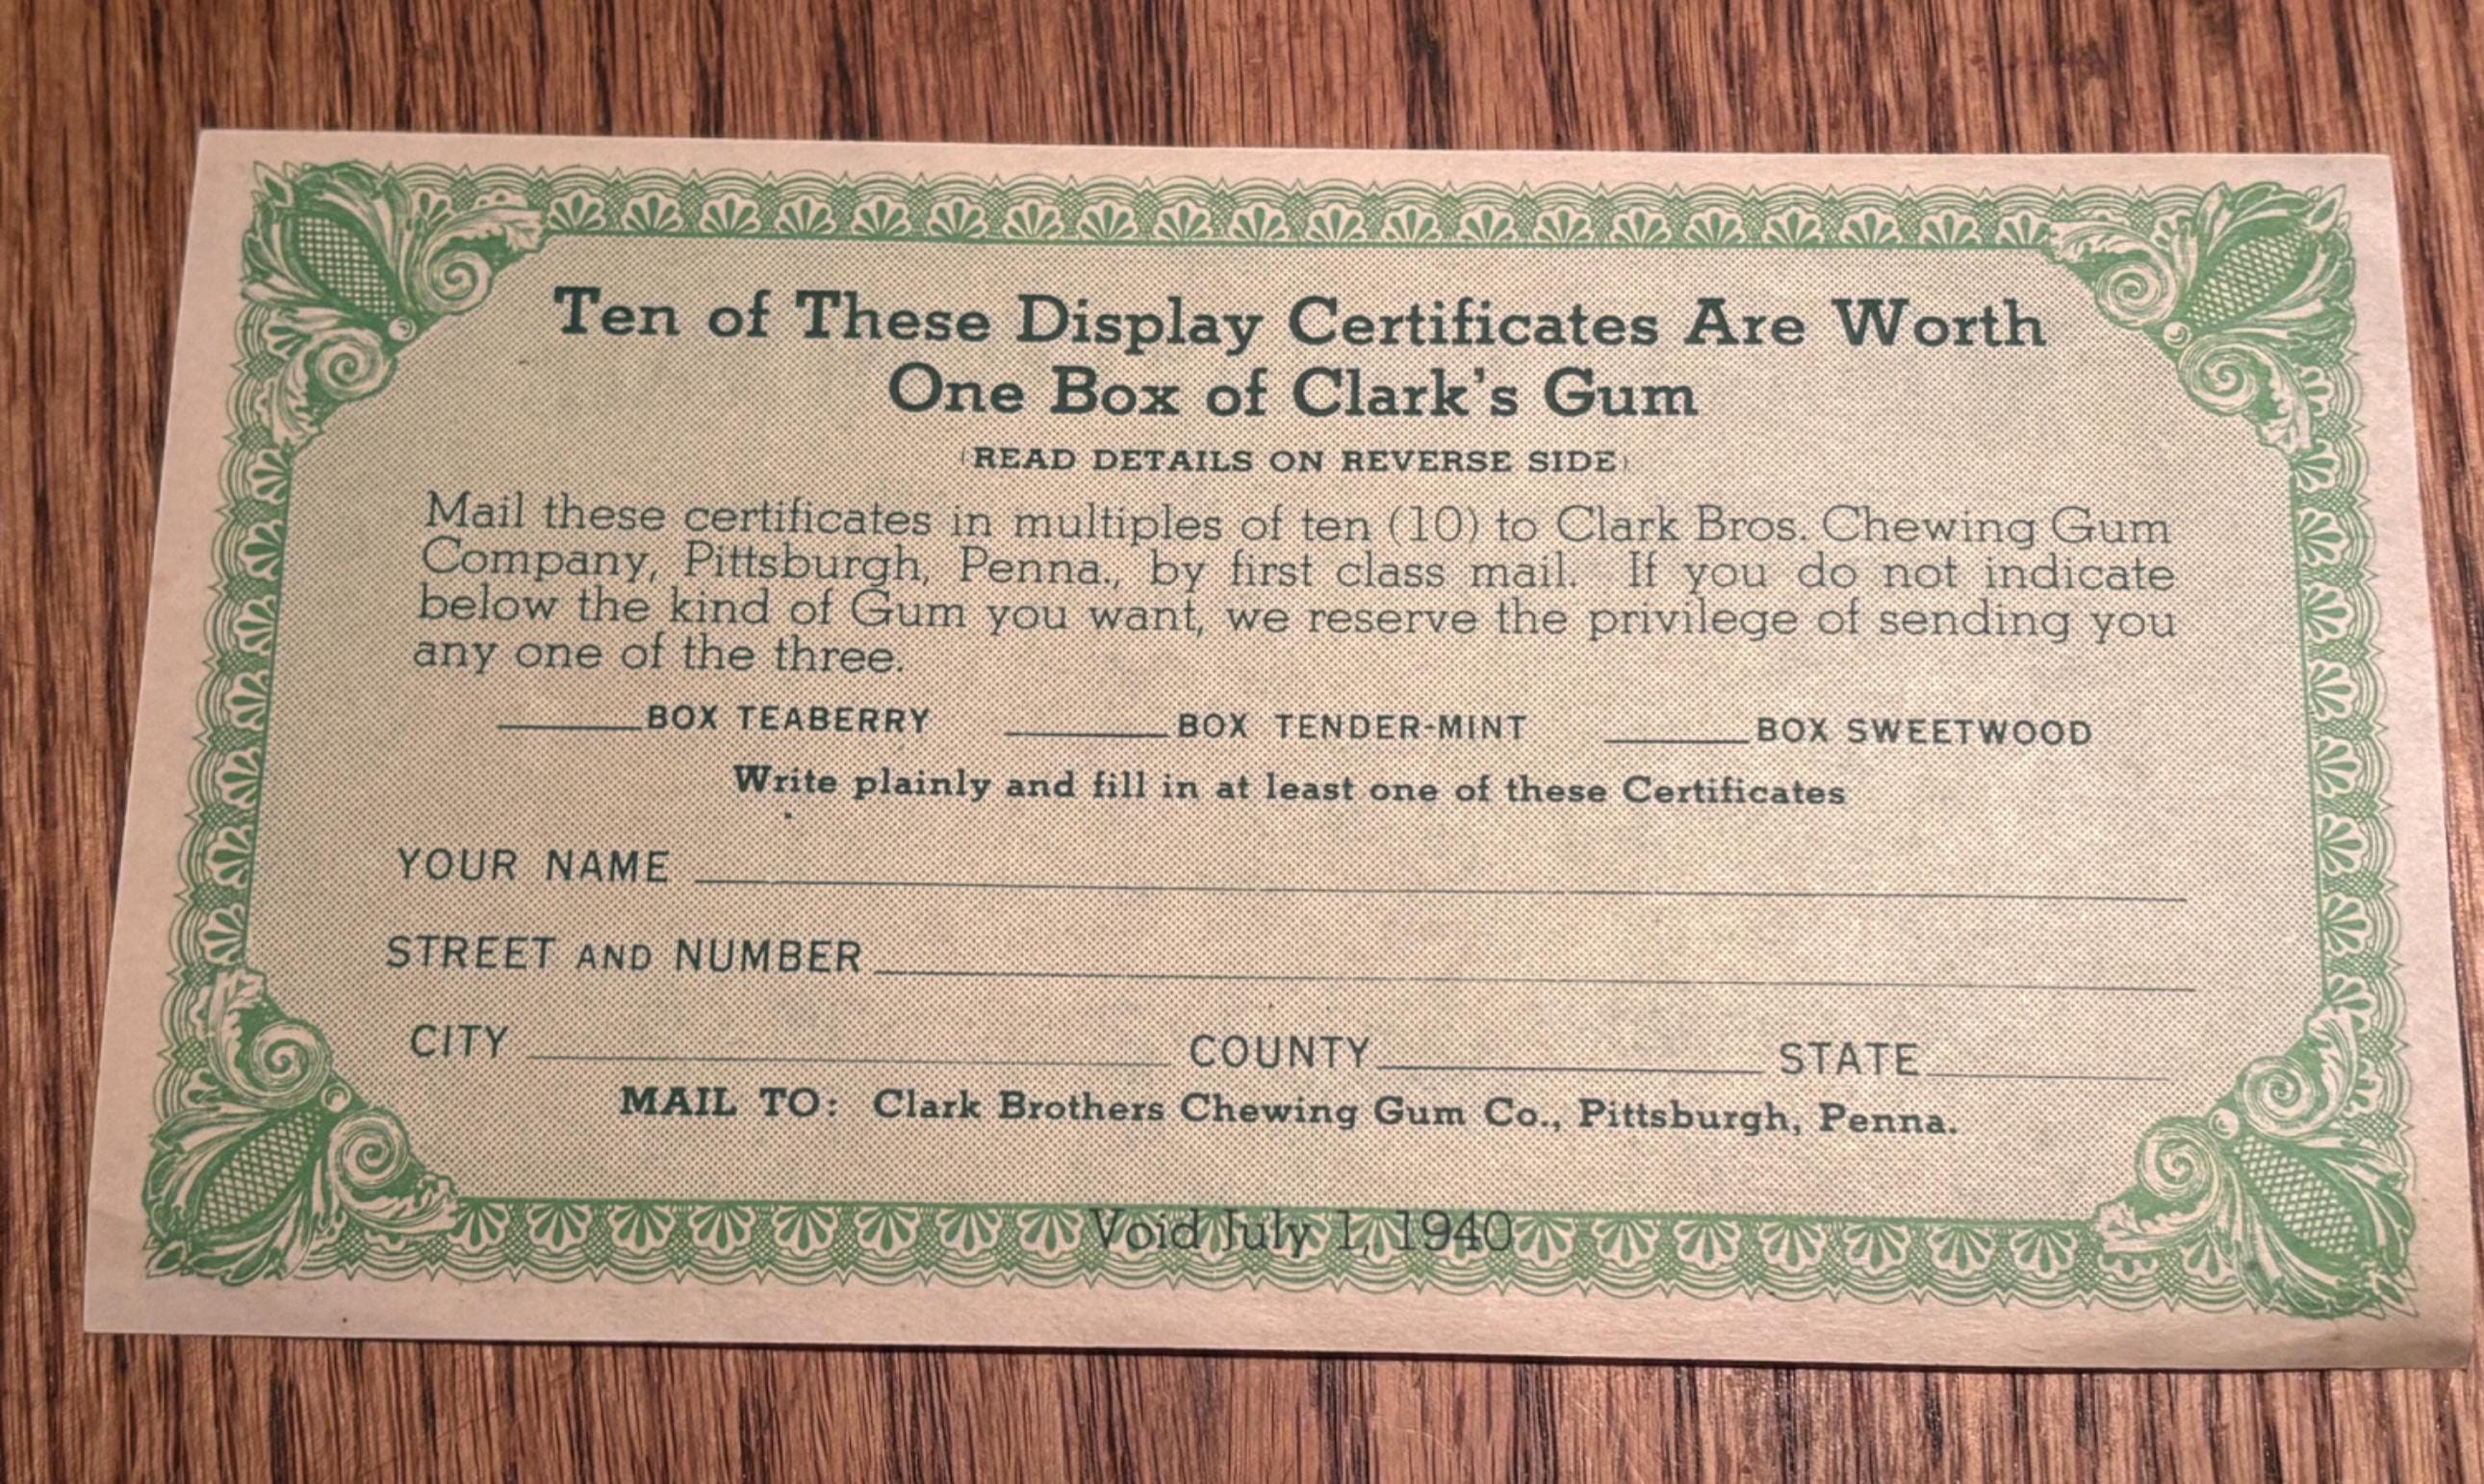 Ten of These Display Certificates Are Worth
One Box of Clark's Gum
(READ DETAILS ON REVERSE SIDE)
Mail these certificates in multiples of ten (10) to Clark Bros. Chewing Gum
Company, Pittsburgh, Penna., by first class mail. If you do not indicate
below the kind of Gum you want, we reserve the privilege of sending you
any one of the three.
______BOX TEABERRY ______BOX TENDER-MINT ______BOX SWEETWOOD
Write plainly and fill in at least one of these Certificates
YOUR NAME
STREET AND NUMBER
CITY COUNTY STATE
MAIL TO: Clark Brothers Chewing Gum Co., Pittsburgh, Penna.
Void July 1, 1940